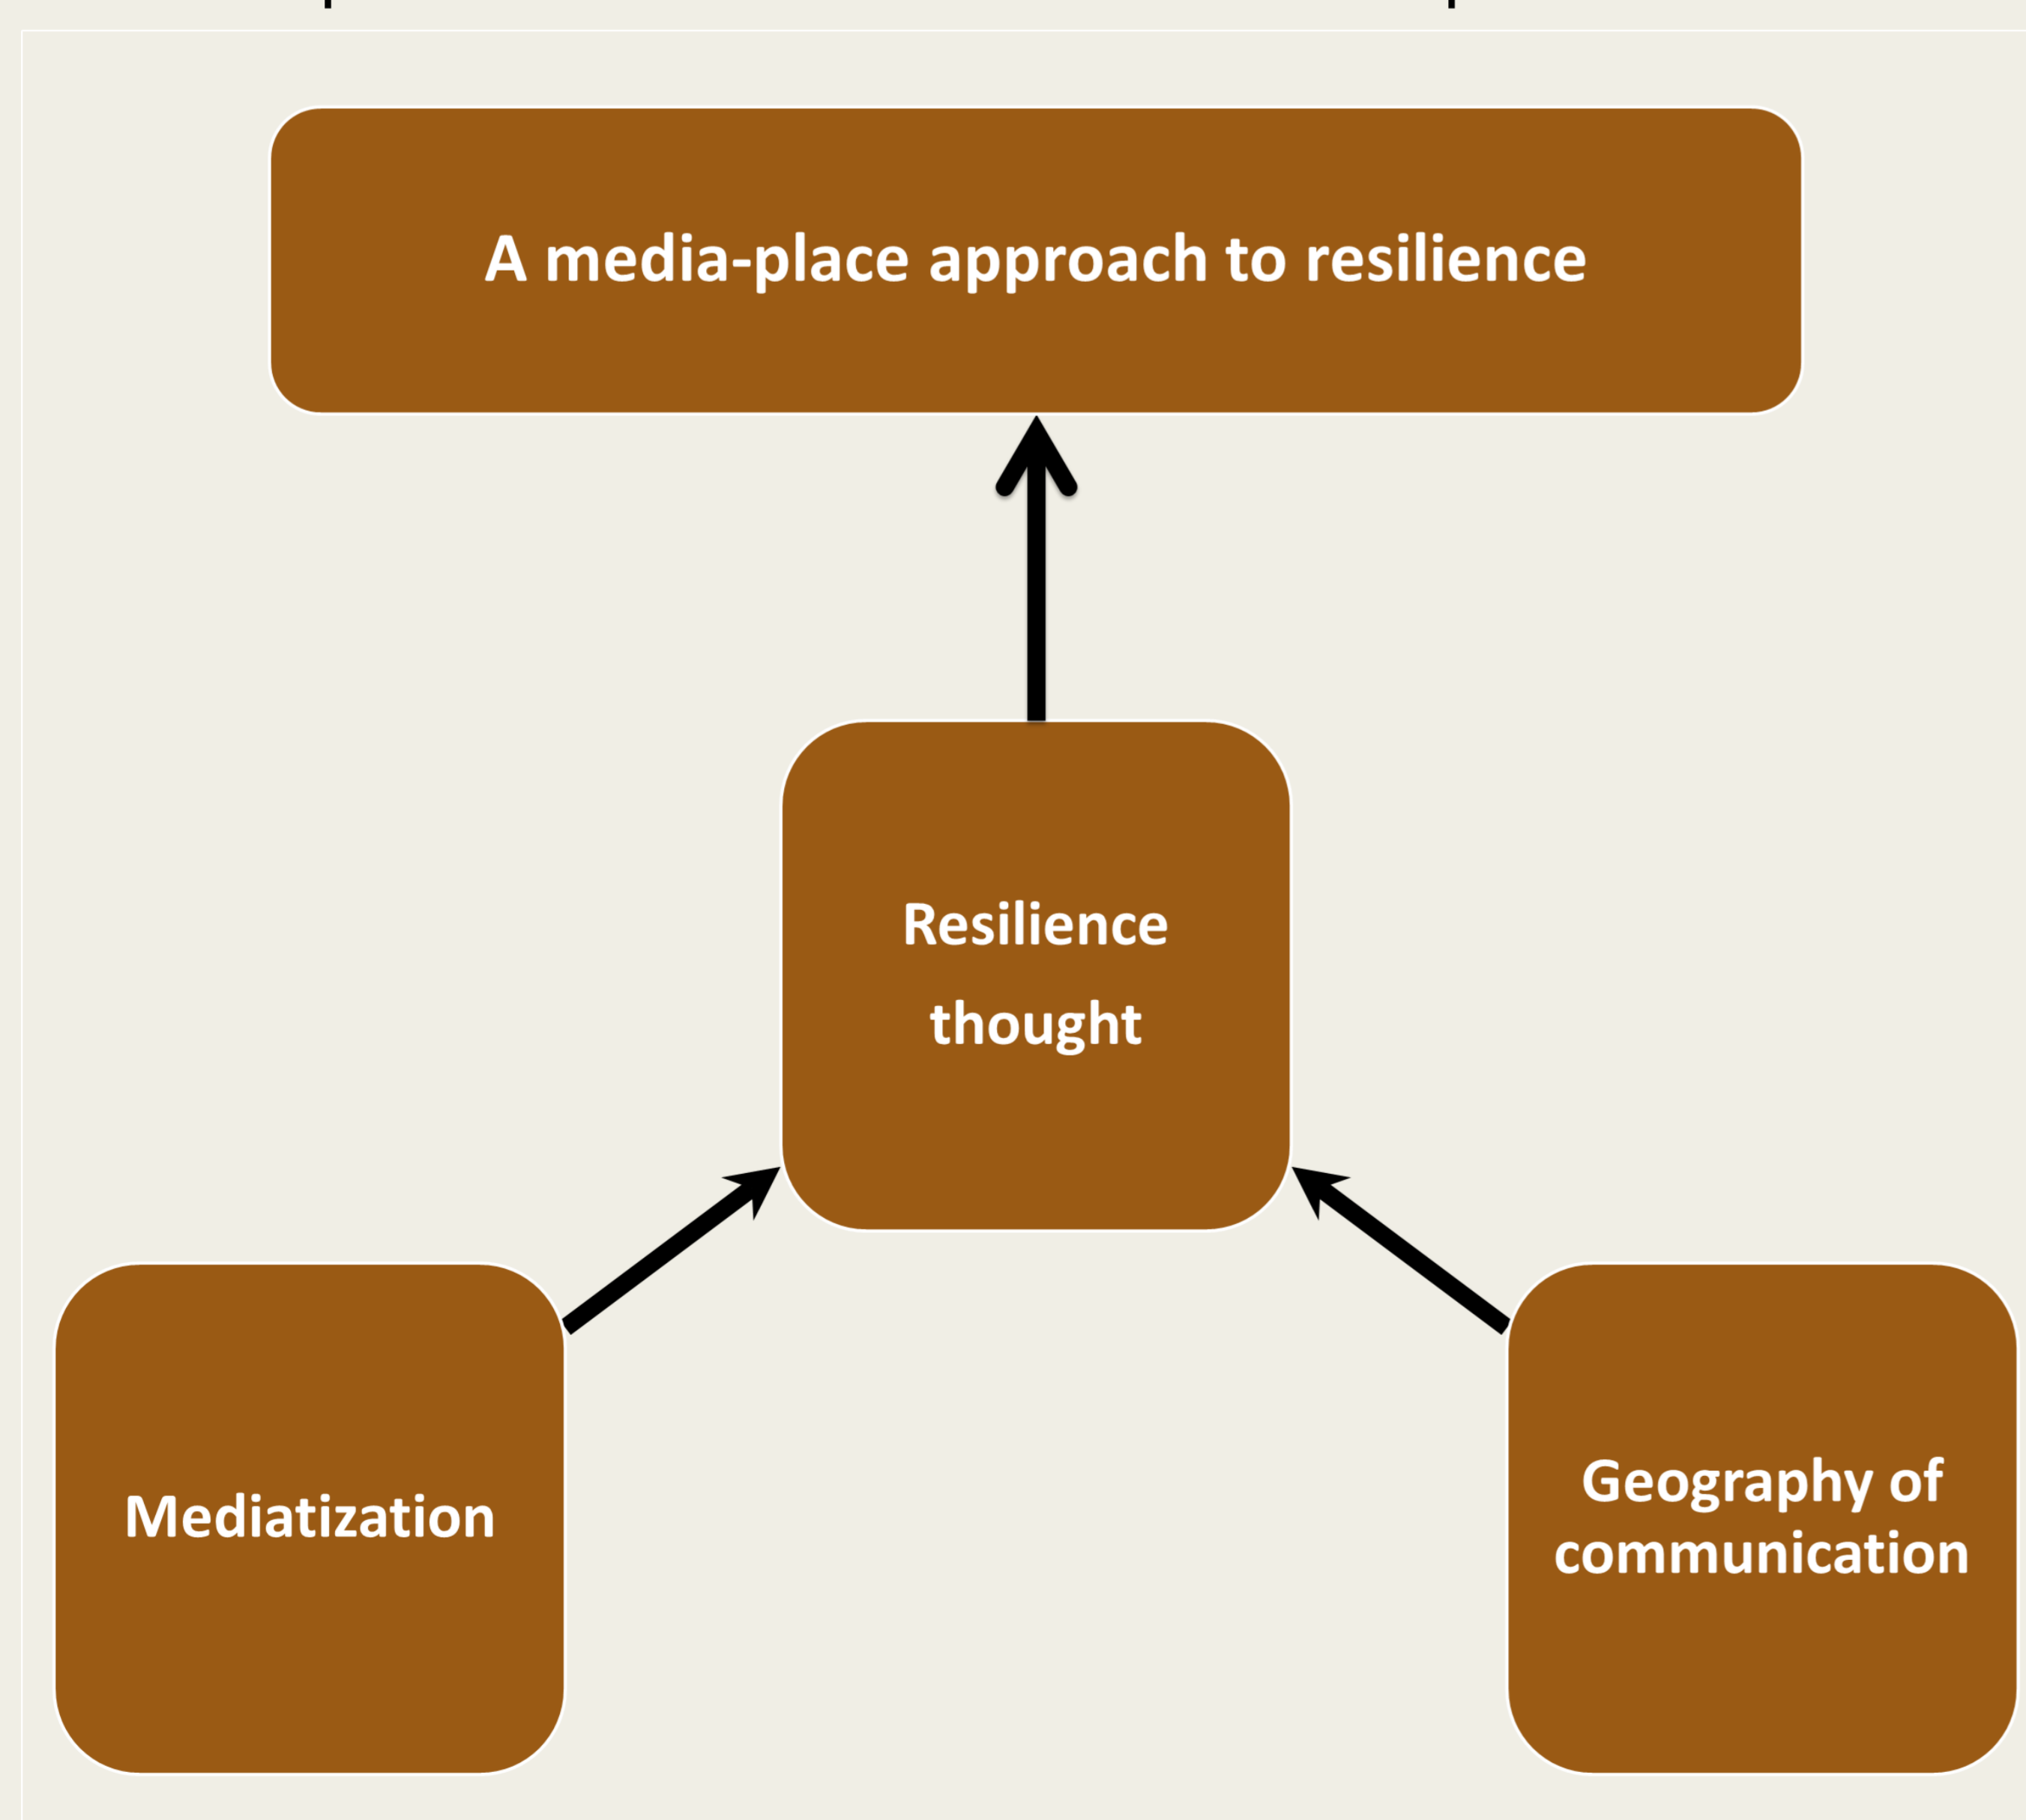 A media-place approach to resilience
Resilience
thought
Mediatization
Geography of
communication